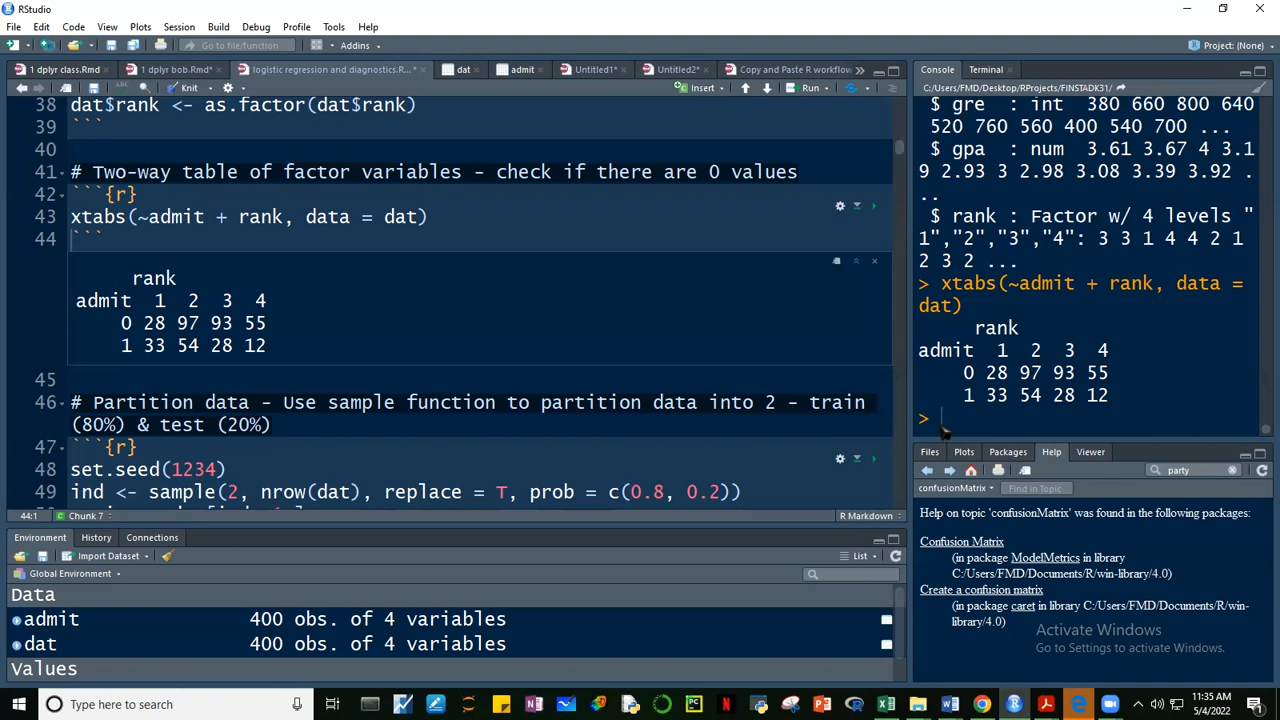 RStudio
File Edit Code View Plots Session Build Debug Profile Tools Help
Go to file/function Addins Project: (None)
1 dplyr class.Rmd 1 dplyr bob.Rmd* logistic regression and diagnostics.R...* dat admit Untitled1* Untitled2* Copy and Paste R workflow
Knit Insert Run
38 dat$rank <- as.factor(dat$rank)
39 ```
40
41 # Two-way table of factor variables - check if there are 0 values
42 ```{r}
43 xtabs(~admit + rank, data = dat)
44 ```
rank
admit 1 2 3 4
0 28 97 93 55
1 33 54 28 12
45
46 # Partition data - Use sample function to partition data into 2 - train
(80%) & test (20%)
47 ```{r}
48 set.seed(1234)
49 ind <- sample(2, nrow(dat), replace = T, prob = c(0.8, 0.2))
44:1 Chunk 7 R Markdown
Environment History Connections
Import Dataset List
Global Environment
Data
admit 400 obs. of 4 variables
dat 400 obs. of 4 variables
Values
Console Terminal
C:/Users/FMD/Desktop/RProjects/FINSTADK31/
$ gre : int 380 660 800 640
520 760 560 400 540 700 ...
$ gpa : num 3.61 3.67 4 3.1
9 2.93 3 2.98 3.08 3.39 3.92 .
..
$ rank : Factor w/ 4 levels "
1","2","3","4": 3 3 1 4 4 2 1
2 3 2 ...
> xtabs(~admit + rank, data =
dat)
rank
admit 1 2 3 4
0 28 97 93 55
1 33 54 28 12
>
Files Plots Packages Help Viewer
party
confusionMatrix Find in Topic
Help on topic 'confusionMatrix' was found in the following packages:
Confusion Matrix
(in package ModelMetrics in library
C:/Users/FMD/Documents/R/win-library/4.0)
Create a confusion matrix
(in package caret in library C:/Users/FMD/Documents/R/win-
library/4.0)
Activate Windows
Go to Settings to activate Windows.
Type here to search
11:35 AM
5/4/2022